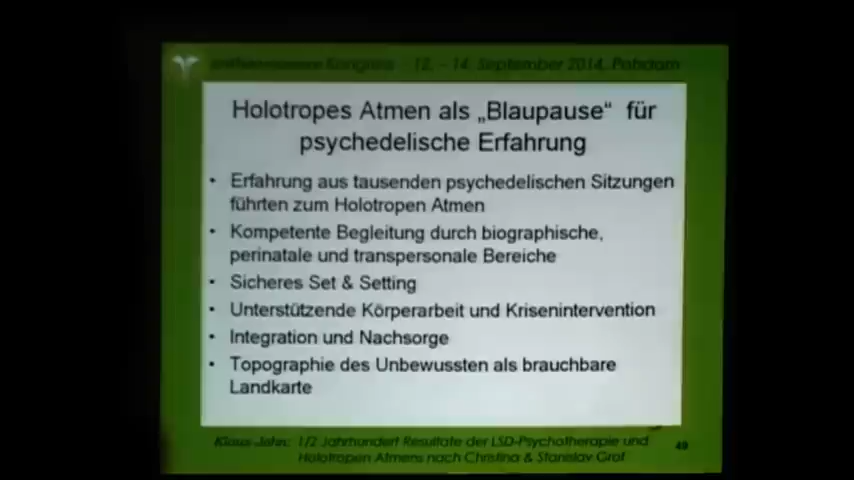 Kongress 12. – 14. September 2014, Potsdam
Holotropes Atmen als „Blaupause“ für
psychedelische Erfahrung
• Erfahrung aus tausenden psychedelischen Sitzungen
führten zum Holotropen Atmen
• Kompetente Begleitung durch biographische,
perinatale und transpersonale Bereiche
• Sicheres Set & Setting
• Unterstützende Körperarbeit und Krisenintervention
• Integration und Nachsorge
• Topographie des Unbewussten als brauchbare
Landkarte
Klaus John: 1/2 Jahrhundert Resultate der LSD-Psychotherapie und
Holotropen Atmens nach Christina & Stanislav Grof
49